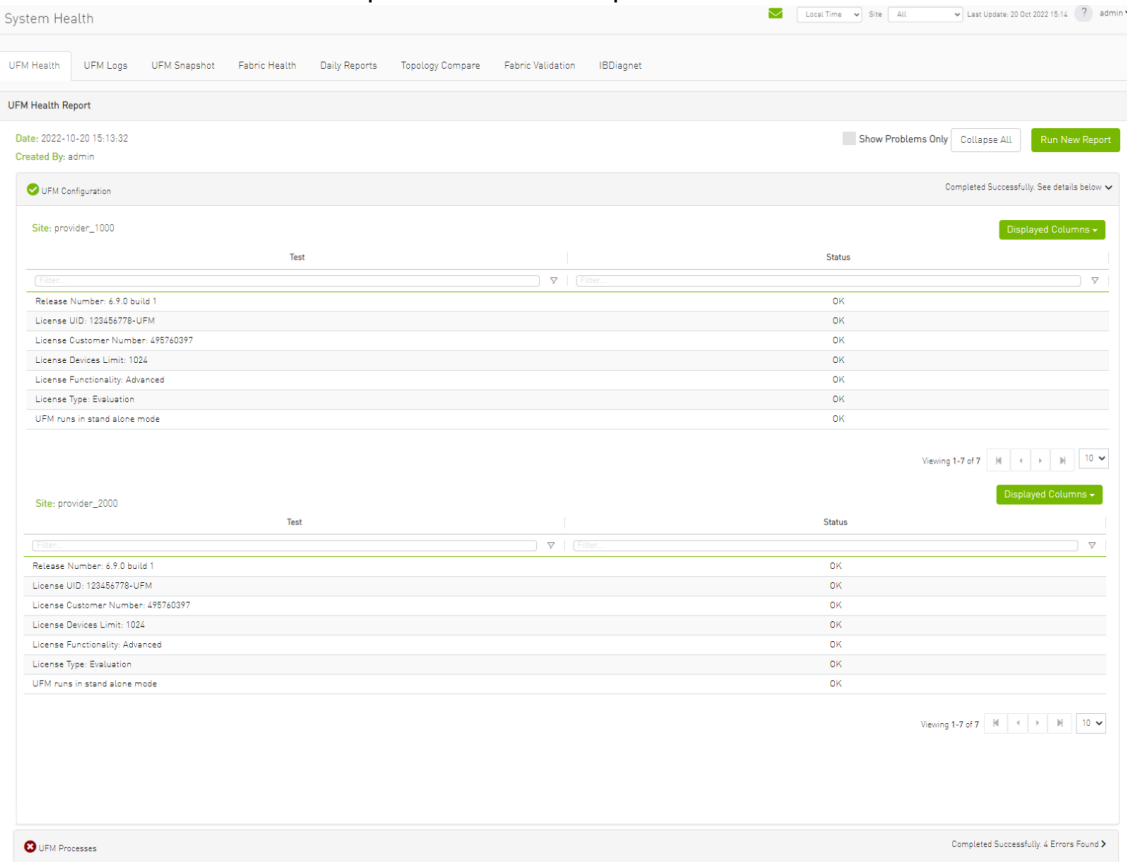 System Health
Local Time Site All Last Update: 20 Oct 2022 15:14 ? admin
UFM Health UFM Logs UFM Snapshot Fabric Health Daily Reports Topology Compare Fabric Validation IBDiagnet
UFM Health Report
Date: 2022-10-20 15:13:32
Show Problems Only Collapse All Run New Report
Created By: admin
UFM Configuration Completed Successfully. See details below
Site: provider_1000 Displayed Columns
Test Status
Filter... Filter...
Release Number: 6.9.0 build 1 OK
License UID: 123456778-UFM OK
License Customer Number: 495760397 OK
License Devices Limit: 1024 OK
License Functionality: Advanced OK
License Type: Evaluation OK
UFM runs in stand alone mode OK
Viewing 1-7 of 7 10
Displayed Columns
Site: provider_2000
Test Status
Filter... Filter...
Release Number: 6.9.0 build 1 OK
License UID: 123456778-UFM OK
License Customer Number: 495760397 OK
License Devices Limit: 1024 OK
License Functionality: Advanced OK
License Type: Evaluation OK
UFM runs in stand alone mode OK
Viewing 1-7 of 7 10
UFM Processes Completed Successfully. 4 Errors Found